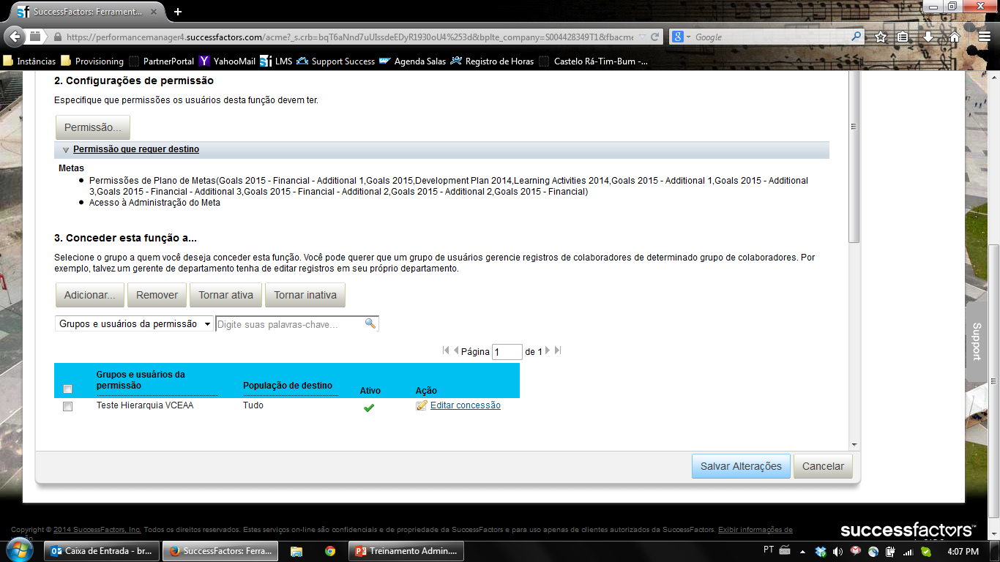 SuccessFactors: Ferrament...
https://performancemanager4.successfactors.com/acme?_s.crb=bqT6aNnd7uUIssdeEDyR1930oU4%253d&bplte_company=S004428349T1&fbacme
Google
Instâncias
Provisioning
PartnerPortal
YahooMail
LMS
Support Success
Agenda Salas
Registro de Horas
Castelo Rá-Tim-Bum -...
2. Configurações de permissão
Especifique que permissões os usuários desta função devem ter.
Permissão...
Permissão que requer destino
Metas
Permissões de Plano de Metas(Goals 2015 - Financial - Additional 1,Goals 2015,Development Plan 2014,Learning Activities 2014,Goals 2015 - Additional 1,Goals 2015 - Additional
3,Goals 2015 - Financial - Additional 3,Goals 2015 - Financial - Additional 2,Goals 2015 - Additional 2,Goals 2015 - Financial)
Acesso à Administração do Meta
3. Conceder esta função a...
Selecione o grupo a quem você deseja conceder esta função. Você pode querer que um grupo de usuários gerencie registros de colaboradores de determinado grupo de colaboradores. Por
exemplo, talvez um gerente de departamento tenha de editar registros em seu próprio departamento.
Adicionar...
Remover
Tornar ativa
Tornar inativa
Grupos e usuários da permissão
Digite suas palavras-chave...
Página 1 de 1
Grupos e usuários da
permissão
População de destino
Ativo
Ação
Teste Hierarquia VCEAA
Tudo
Editar concessão
Support
Salvar Alterações
Cancelar
Copyright © 2014 SuccessFactors, Inc. Todos os direitos reservados. Estes serviços on-line são confidenciais e de propriedade da SuccessFactors e para uso apenas de clientes autorizados da SuccessFactors. Exibir informações de
successfactors™
Caixa de Entrada - br...
SuccessFactors: Ferra...
Treinamento Admin....
PT
4:07 PM